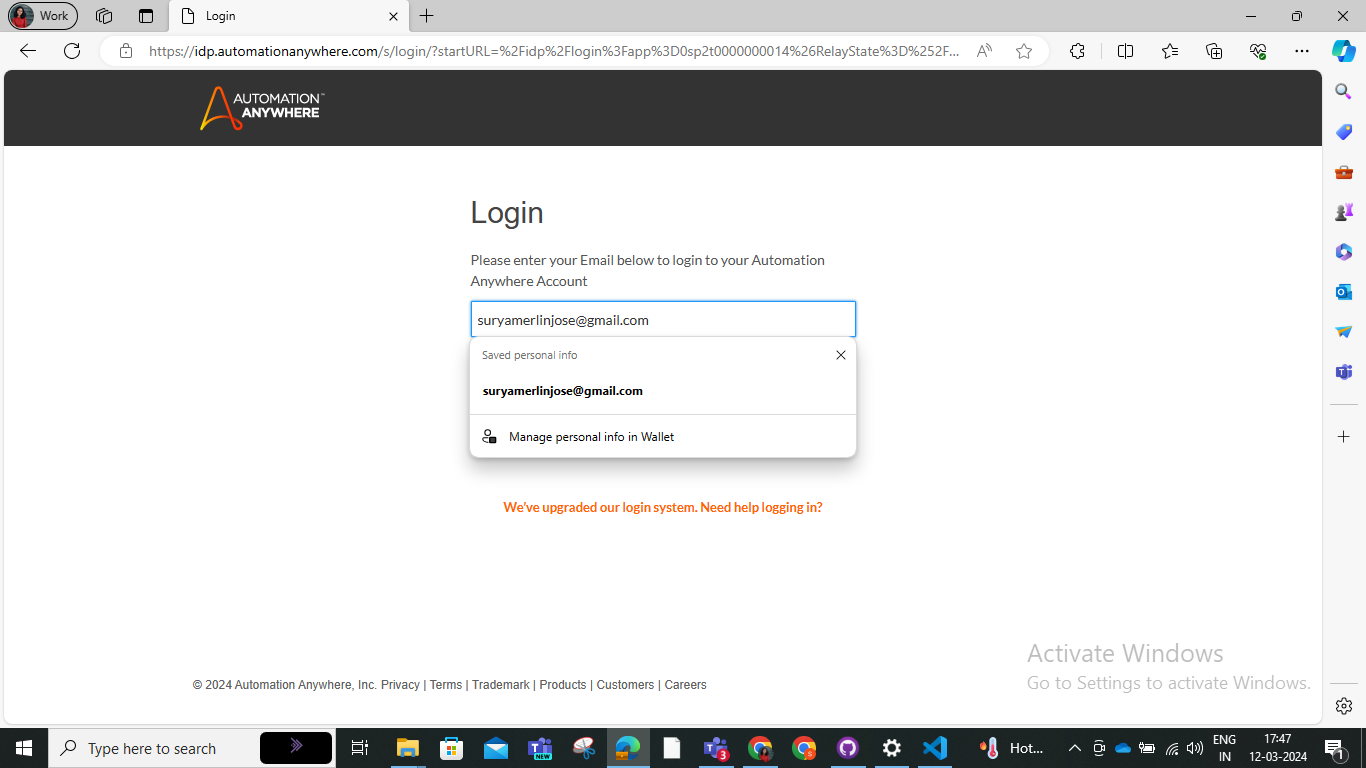 Work
Login
https://idp.automationanywhere.com/s/login/?startURL=%2Fidp%2Flogin%3Fapp%3D0sp2t0000000014%26RelayState%3D%252F...
AUTOMATION
ANYWHERE
Login
Please enter your Email below to login to your Automation
Anywhere Account
suryamerlinjose@gmail.com
Saved personal info
suryamerlinjose@gmail.com
Manage personal info in Wallet
We've upgraded our login system. Need help logging in?
Activate Windows
Go to Settings to activate Windows.
© 2024 Automation Anywhere, Inc. Privacy | Terms | Trademark | Products | Customers | Careers
Type here to search
NEW
3
S
Hot...
ENG
IN
17:47
12-03-2024
1